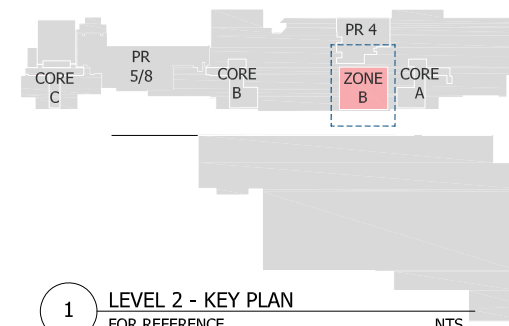 PR 4
PR
5/8
CORE
C
CORE
B
ZONE
B
CORE
A
1
LEVEL 2 - KEY PLAN
FOR REFERENCE NTS